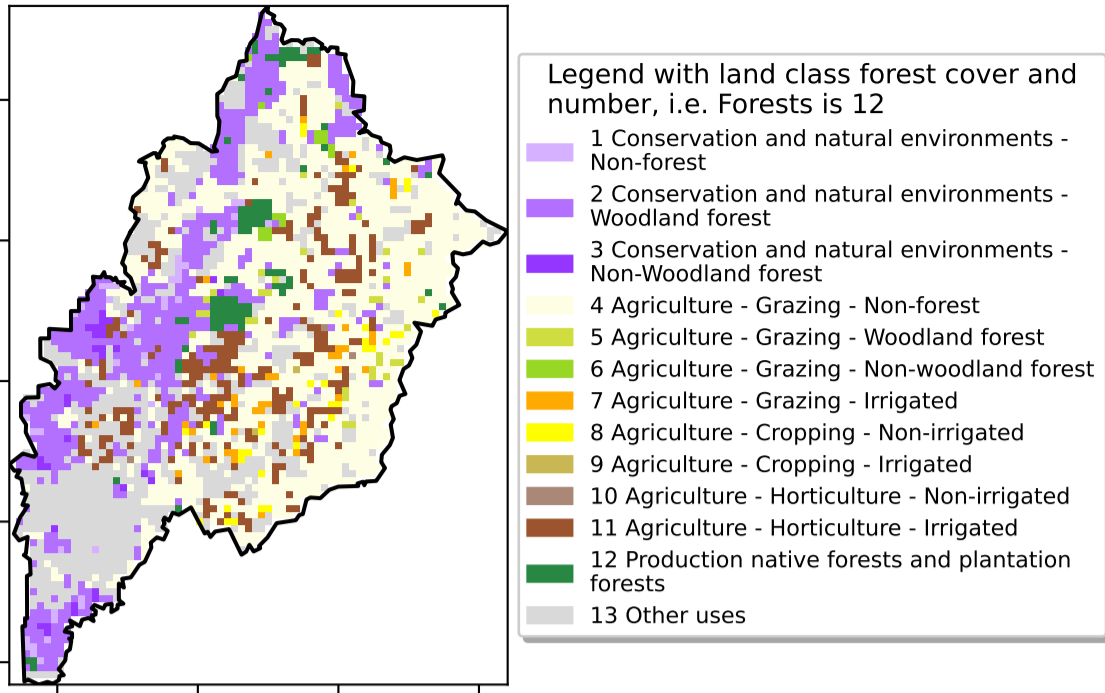 Legend with land class forest cover and
number, i.e. Forests is 12
1 Conservation and natural environments -
Non-forest
2 Conservation and natural environments -
Woodland forest
3 Conservation and natural environments -
Non-Woodland forest
4 Agriculture - Grazing - Non-forest
5 Agriculture - Grazing - Woodland forest
6 Agriculture - Grazing - Non-woodland forest
7 Agriculture - Grazing - Irrigated
8 Agriculture - Cropping - Non-irrigated
9 Agriculture - Cropping - Irrigated
10 Agriculture - Horticulture - Non-irrigated
11 Agriculture - Horticulture - Irrigated
12 Production native forests and plantation
forests
13 Other uses